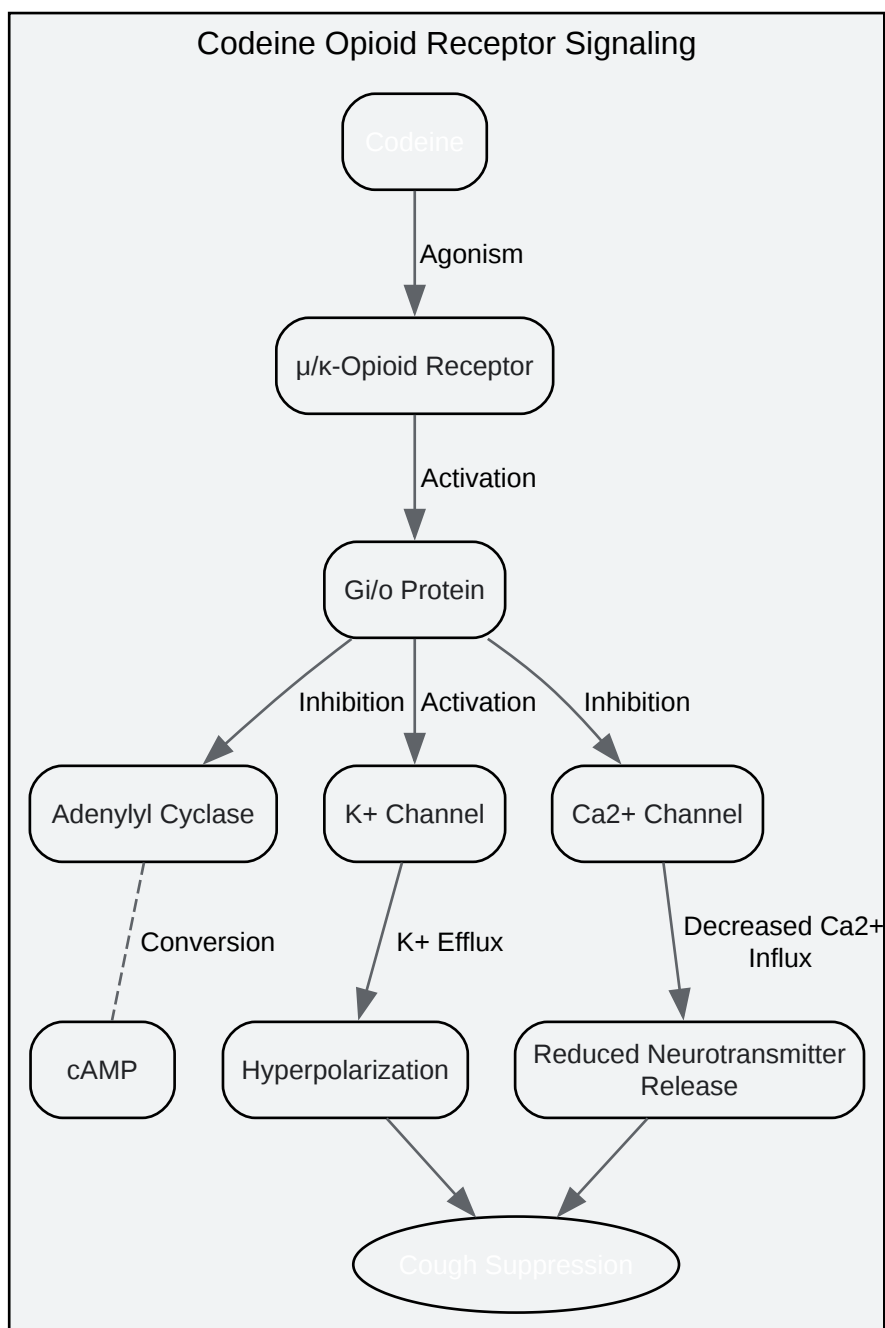 Codeine Opioid Receptor Signaling
Codeine
Agonism
μ/κ-Opioid Receptor
Activation
Gi/o Protein
Inhibition
Activation
Inhibition
Adenylyl Cyclase
K+ Channel
Ca2+ Channel
Conversion
K+ Efflux
Decreased Ca2+
Influx
cAMP
Hyperpolarization
Reduced Neurotransmitter
Release
Cough Suppression